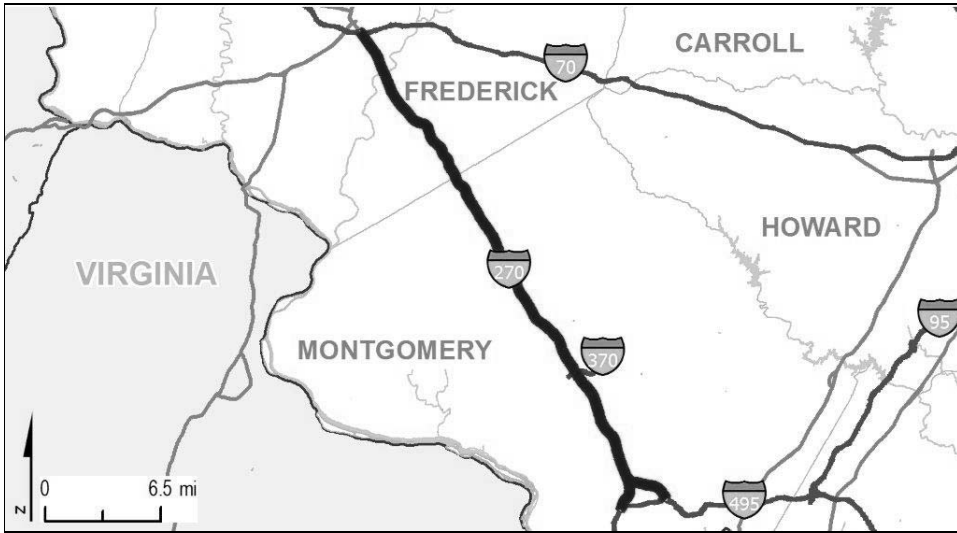 CARROLL
70
FREDERICK
HOWARD
270
VIRGINIA
95
MONTGOMERY
370
0 6.5 mi
495
N